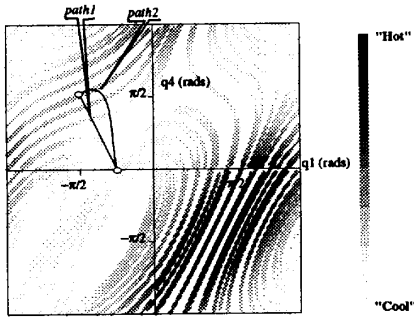 path1 path2
"Hot"
π/2 q4 (rads)
q1 (rads)
−π/2 π/2
−π/2
"Cool"